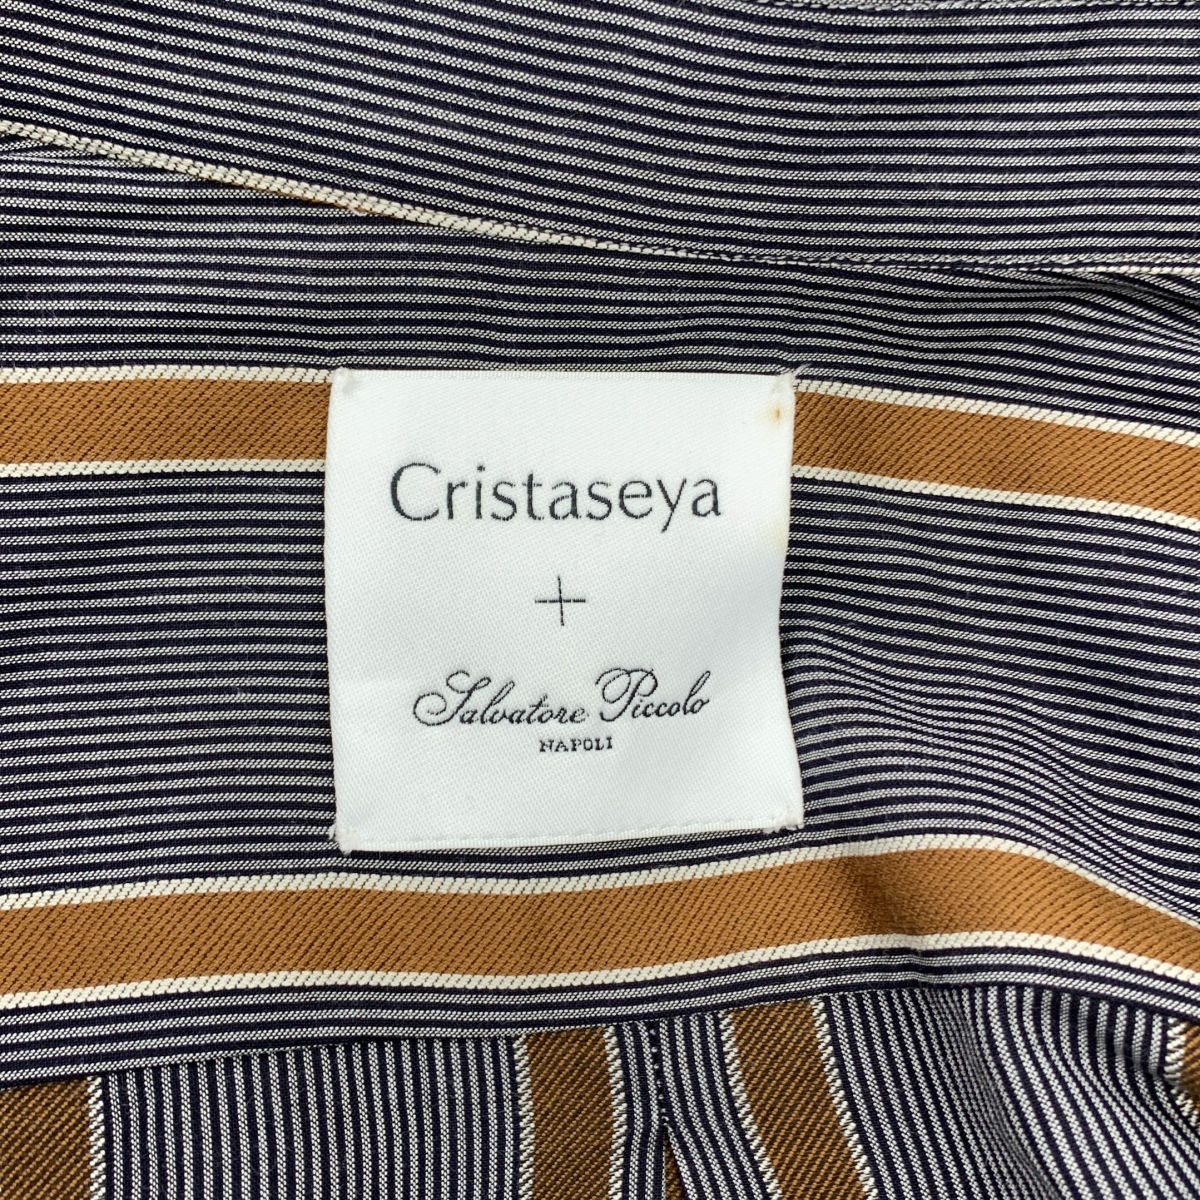 Cristaseya
+
Salvatore Piccolo
NAPOLI